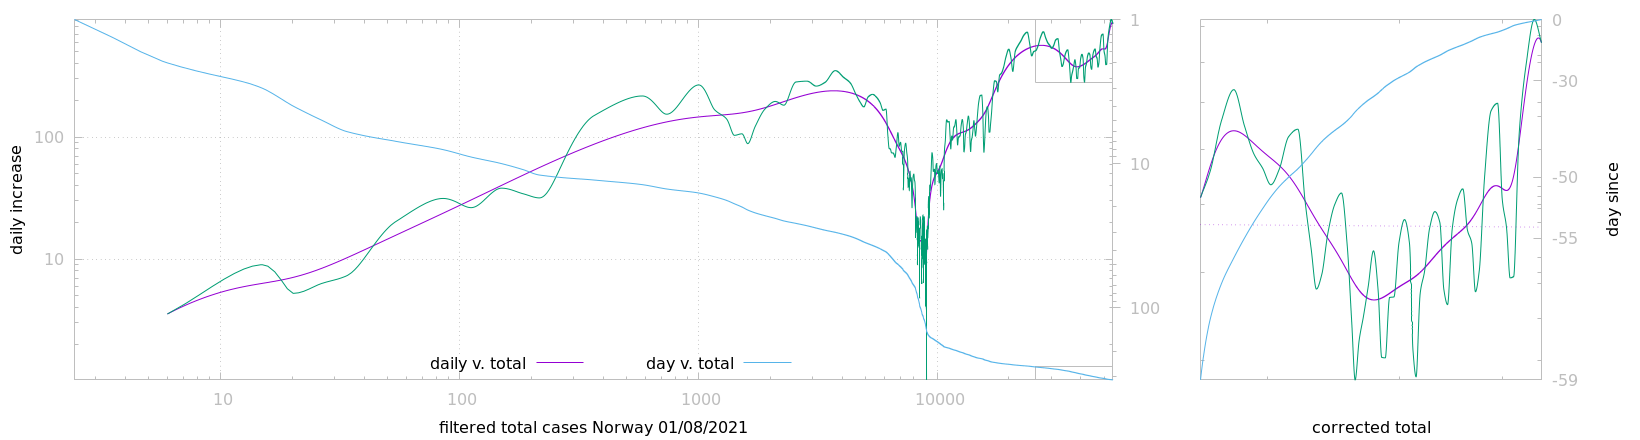 daily increase
100
10
daily v. total
day v. total
10
100
1000
10000
filtered total cases Norway 01/08/2021
1
10
100
0
-30
-50
-55
-59
day since
corrected total